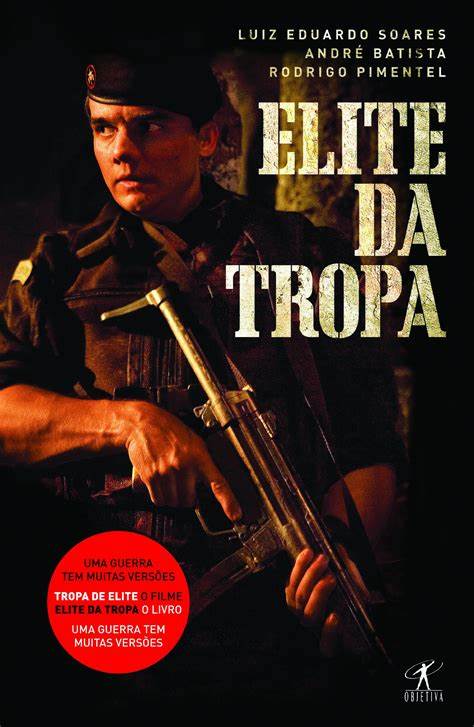 LUIZ EDUARDO SOARES
ANDRÉ BATISTA
RODRIGO PIMENTEL
ELITE
DA
TROPA
UMA GUERRA
TEM MUITAS VERSÕES
TROPA DE ELITE O FILME
ELITE DA TROPA O LIVRO
UMA GUERRA TEM
MUITAS VERSÕES
OBJETIVA